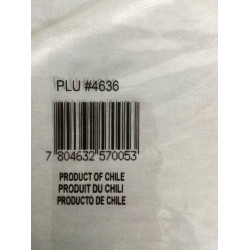 PLU #4636
7 804632 570053
PRODUCT OF CHILE
PRODUIT DU CHILI
PRODUCTO DE CHILE